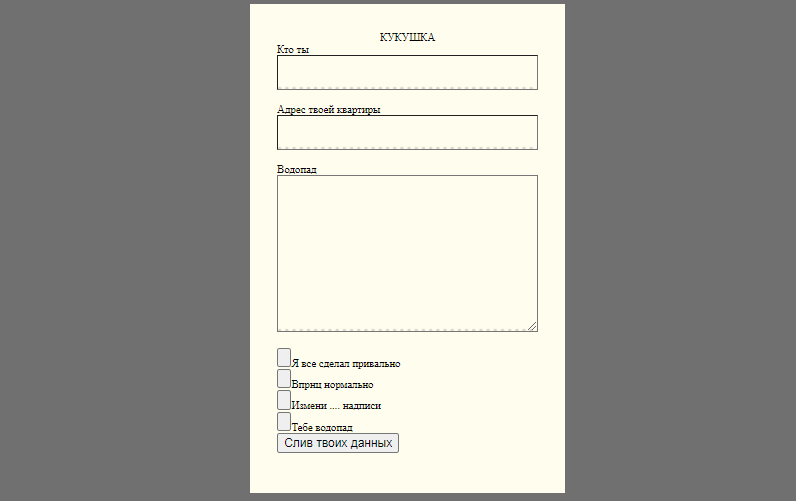 КУКУШКА
Кто ты
Адрес твоей квартиры
Водопад
Я все сделал привально
Впрнц нормально
Измени .... надписи
Тебе водопад
Слив твоих данных